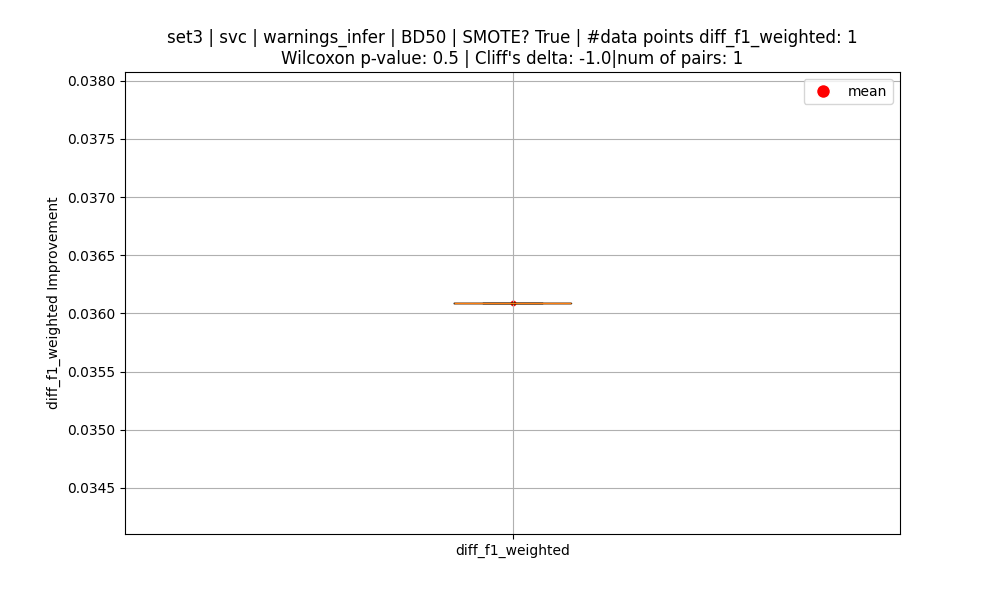 set3 | svc | warnings_infer | BD50 | SMOTE? True | #data points diff_f1_weighted: 1
Wilcoxon p-value: 0.5 | Cliff's delta: -1.0|num of pairs: 1
mean
0.0380
0.0375
0.0370
0.0365
0.0360
0.0355
0.0350
0.0345
diff_f1_weighted Improvement
diff_f1_weighted